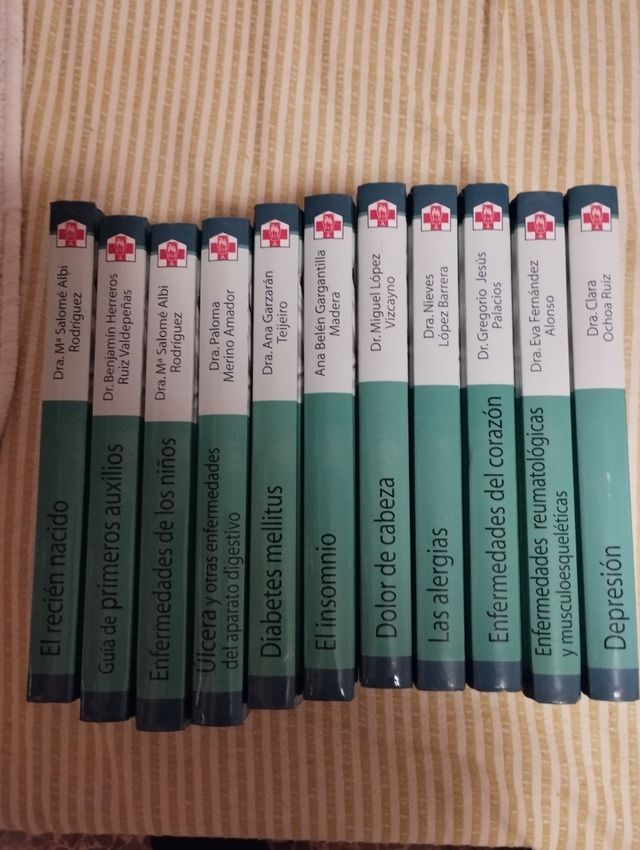 Dra. Mª Salomé Albi
Rodríguez
El recién nacido
Dr. Benjamin Herreros
Ruiz Valdepeñas
Guía de primeros auxilios
Dra. Mª Salomé Albi
Rodríguez
Enfermedades de los niños
Dra. Paloma
Merino Amador
Úlcera y otras enfermedades
del aparato digestivo
Dra. Ana Garzarán
Teijeiro
Diabetes mellitus
Ana Belén Gargantilla
Madera
El insomnio
Dr. Miguel López
Vizcayno
Dolor de cabeza
Dra. Nieves
López Barrera
Las alergias
Dr. Gregorio Jesús
Palacios
Enfermedades del corazón
Dra. Eva Fernández
Alonso
Enfermedades reumatológicas
y musculoesqueléticas
Dra. Clara
Ochoa Ruiz
Depresión